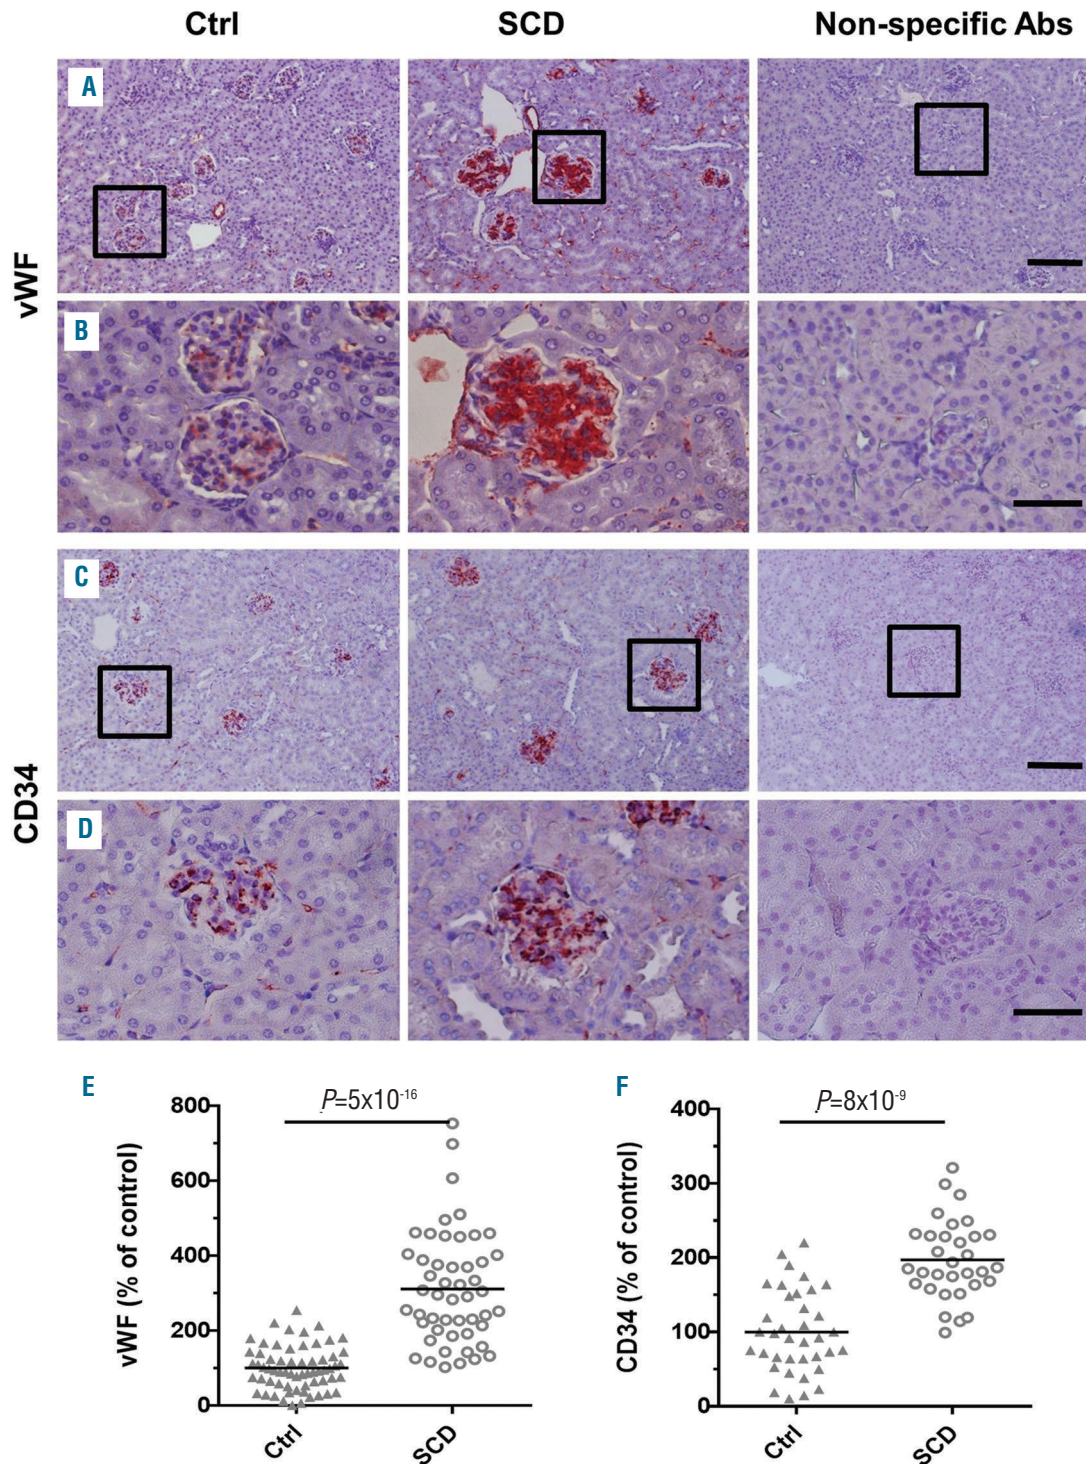 Ctrl SCD Non-specific Abs
A
vWF
B
C
CD34
D
E
P=5x10⁻¹⁶
800
600
400
200
0
vWF (% of control)
Ctrl SCD
F
P=8x10⁻⁹
400
300
200
100
0
CD34 (% of control)
Ctrl SCD